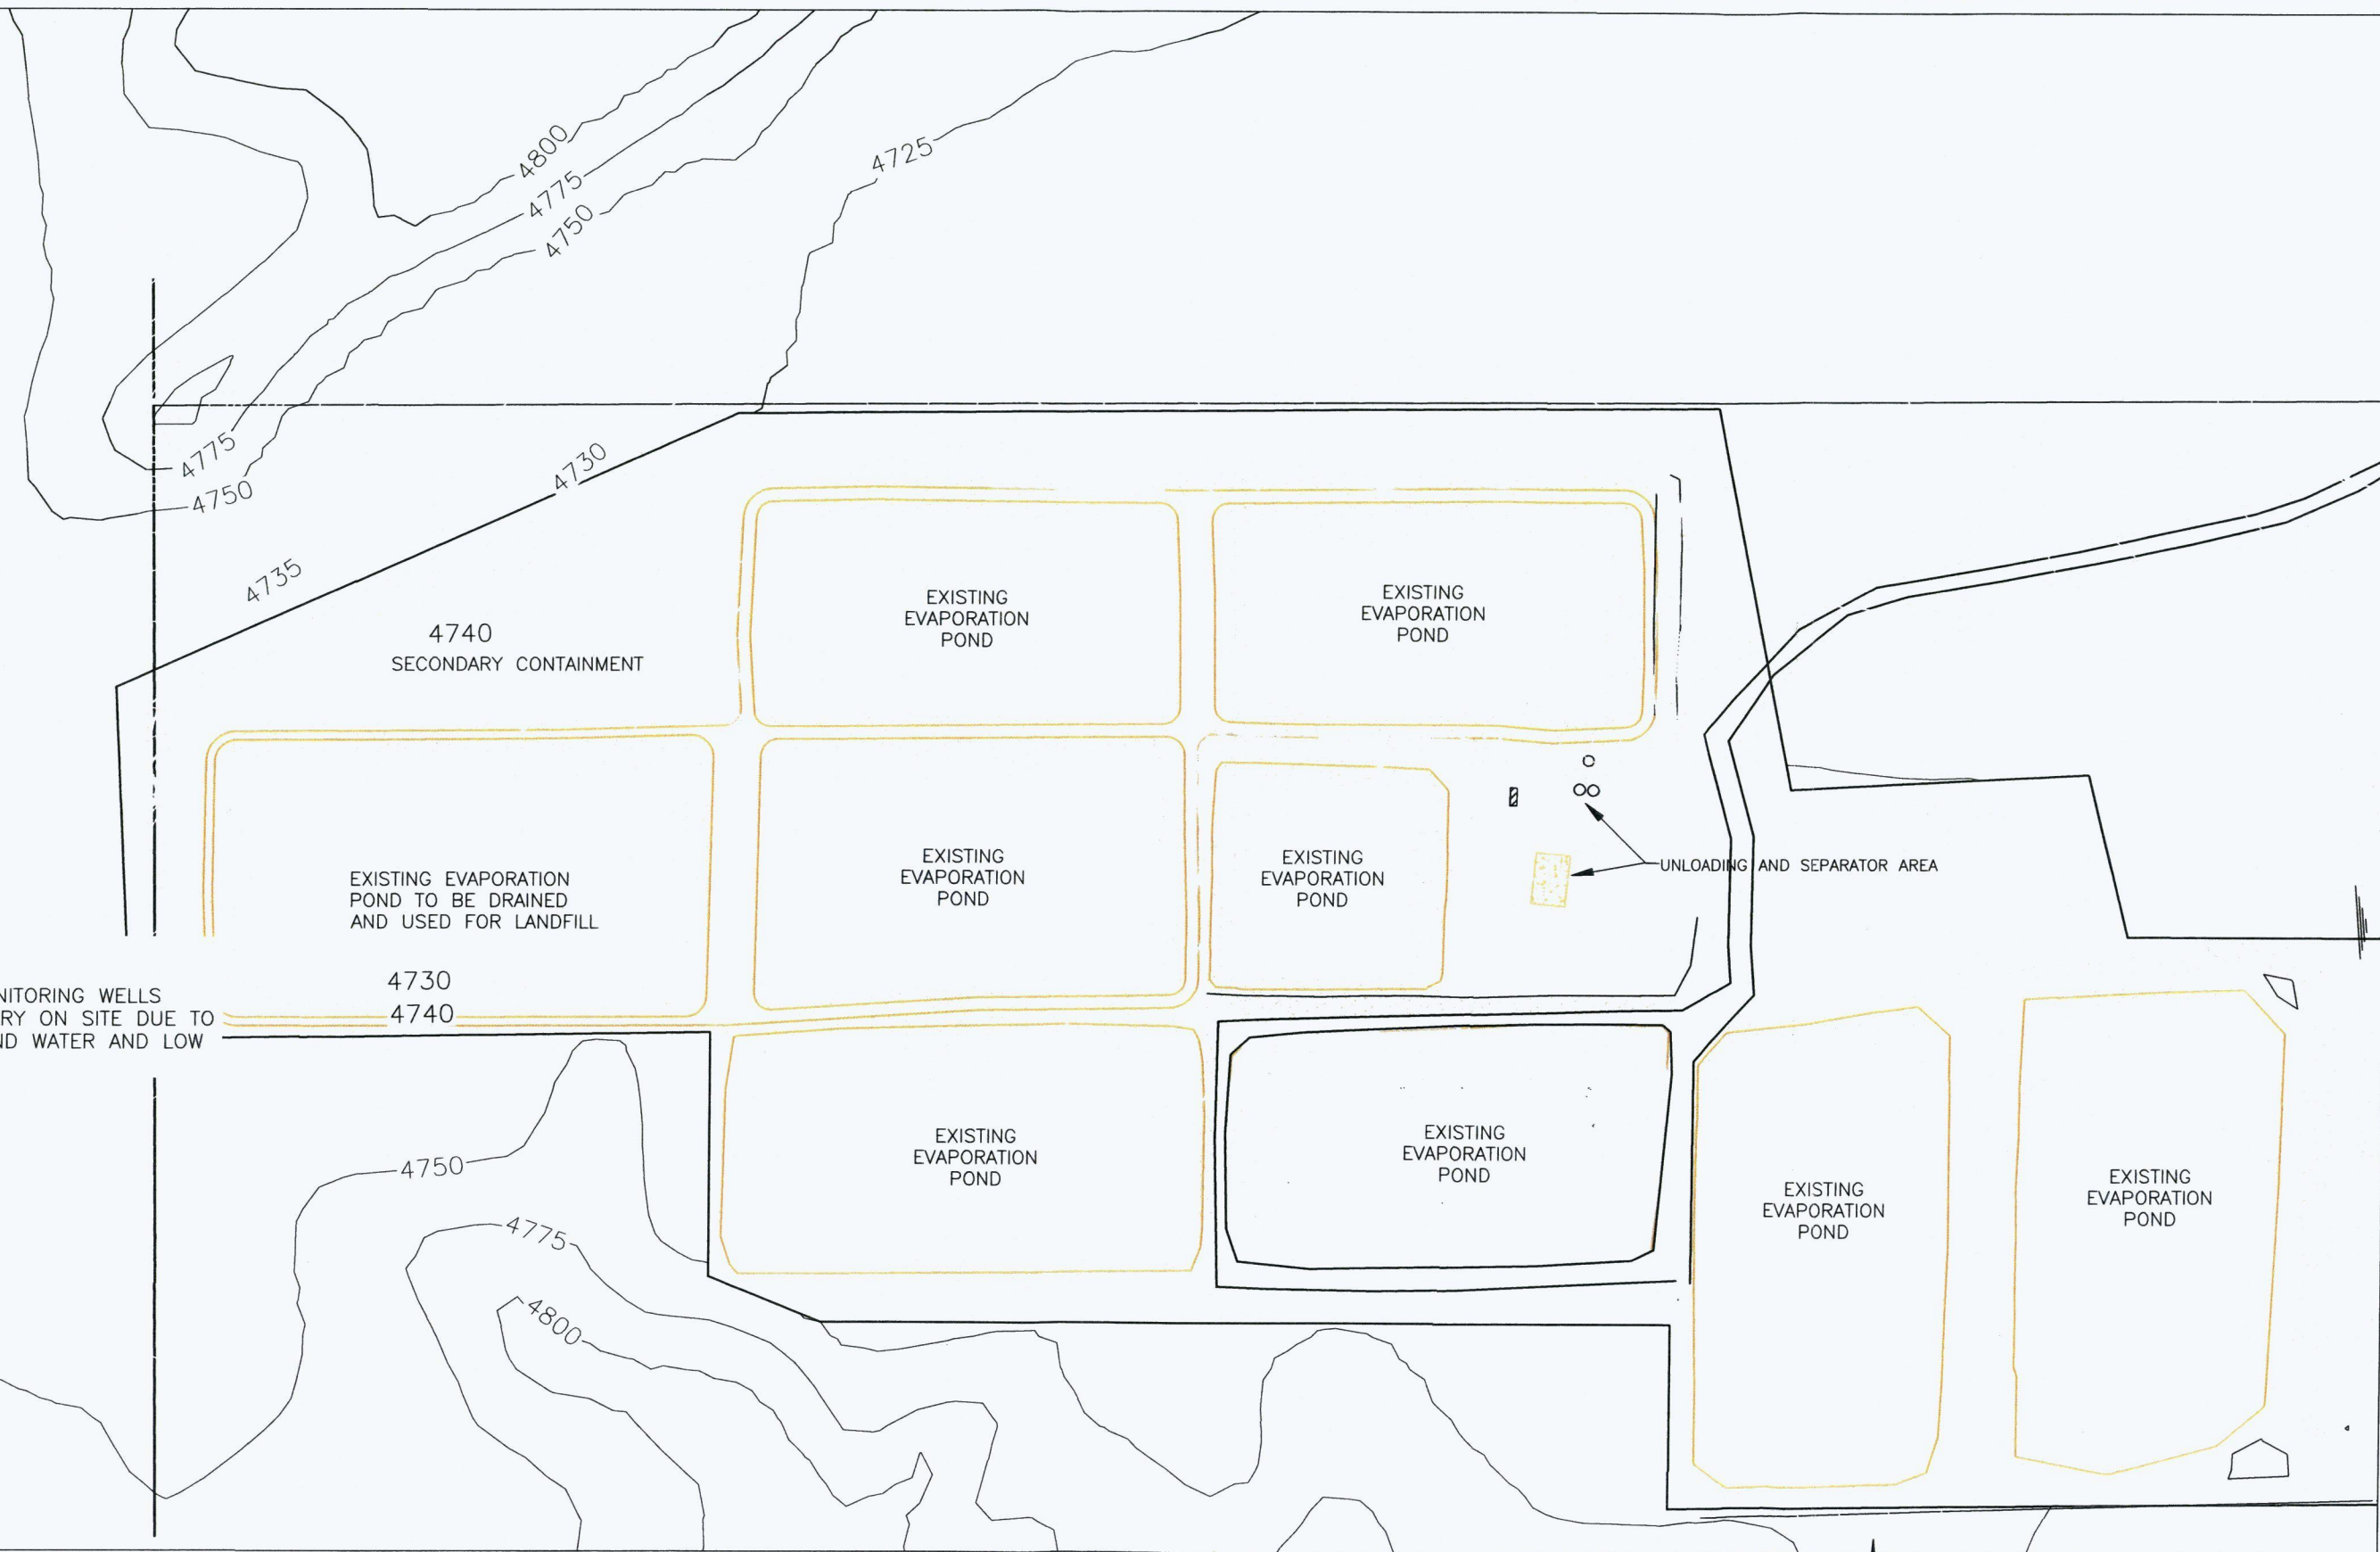 4800
4775
4750
4725
4775
4750
4730
4735
4740
SECONDARY CONTAINMENT
EXISTING
EVAPORATION
POND
EXISTING
EVAPORATION
POND
EXISTING EVAPORATION
POND TO BE DRAINED
AND USED FOR LANDFILL
4730
4740
EXISTING
EVAPORATION
POND
EXISTING
EVAPORATION
POND
UNLOADING AND SEPARATOR AREA
NITORING WELLS
RY ON SITE DUE TO
ND WATER AND LOW
4750
4775
4800
EXISTING
EVAPORATION
POND
EXISTING
EVAPORATION
POND
EXISTING
EVAPORATION
POND
EXISTING
EVAPORATION
POND